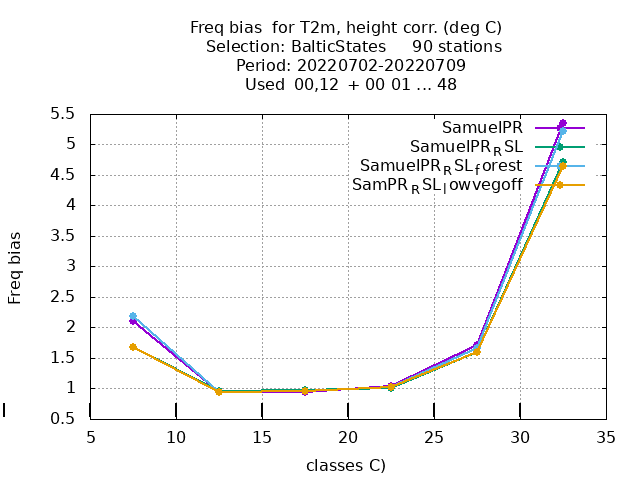 Freq bias for T2m, height corr. (deg C)
Selection: BalticStates 90 stations
Period: 20220702-20220709
Used 00,12 + 00 01 ... 48
SamuelPR
SamuelPR_RSL
SamuelPR_RSL_forest
SamPR_RSL_lowvegoff
5.5
5
4.5
4
3.5
3
2.5
2
1.5
1
0.5
Freq bias
5 10 15 20 25 30 35
classes C)